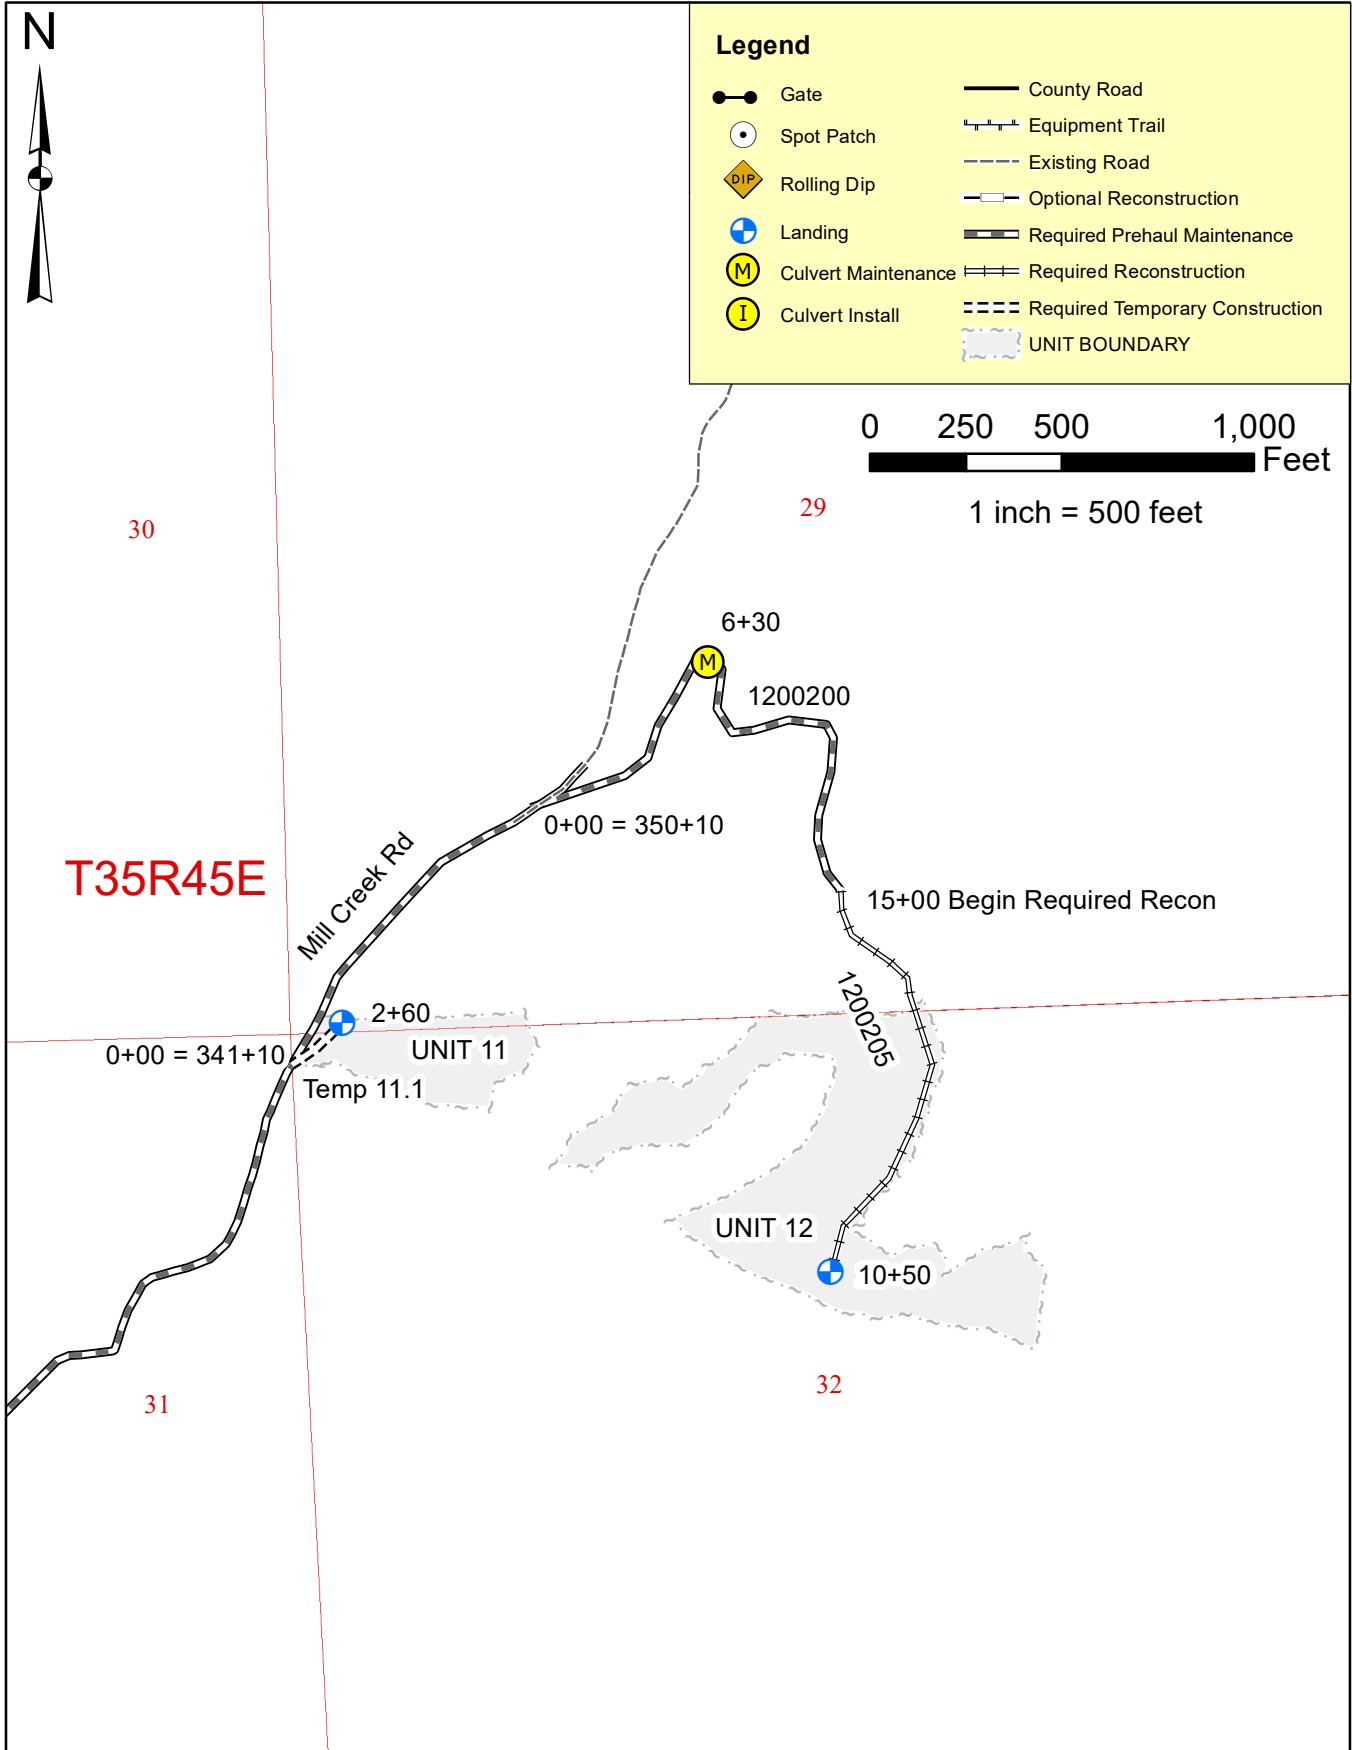 N
Legend
Gate
Spot Patch
DIP
Rolling Dip
Landing
M
Culvert Maintenance
I
Culvert Install
County Road
Equipment Trail
Existing Road
Optional Reconstruction
Required Prehaul Maintenance
Required Reconstruction
Required Temporary Construction
UNIT BOUNDARY
0 250 500 1,000
Feet
1 inch = 500 feet
30
29
6+30
M
1200200
0+00 = 350+10
Mill Creek Rd
T35R45E
15+00 Begin Required Recon
1200205
2+60
UNIT 11
0+00 = 341+10
Temp 11.1
UNIT 12
10+50
31
32